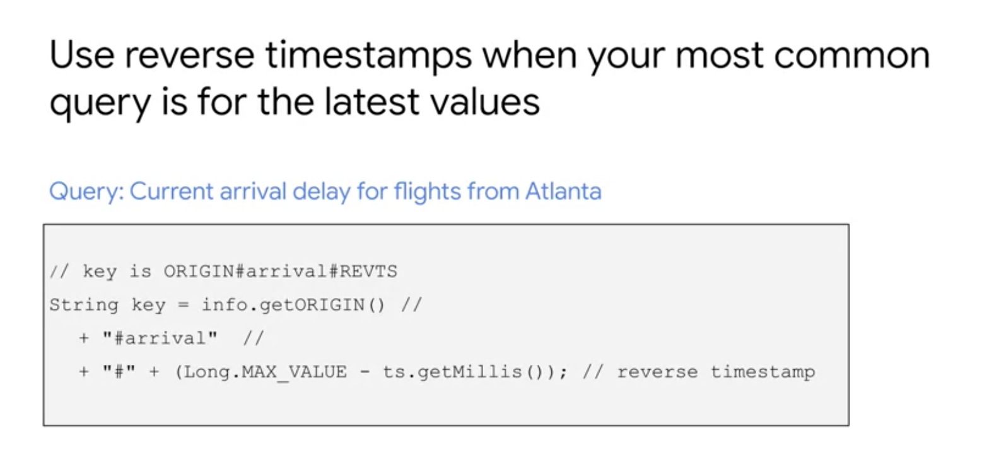 Use reverse timestamps when your most common
query is for the latest values
Query: Current arrival delay for flights from Atlanta
// key is ORIGIN#arrival#REVTS
String key = info.getORIGIN() //
+ "#arrival" //
+ "#" + (Long.MAX_VALUE - ts.getMillis()); // reverse timestamp